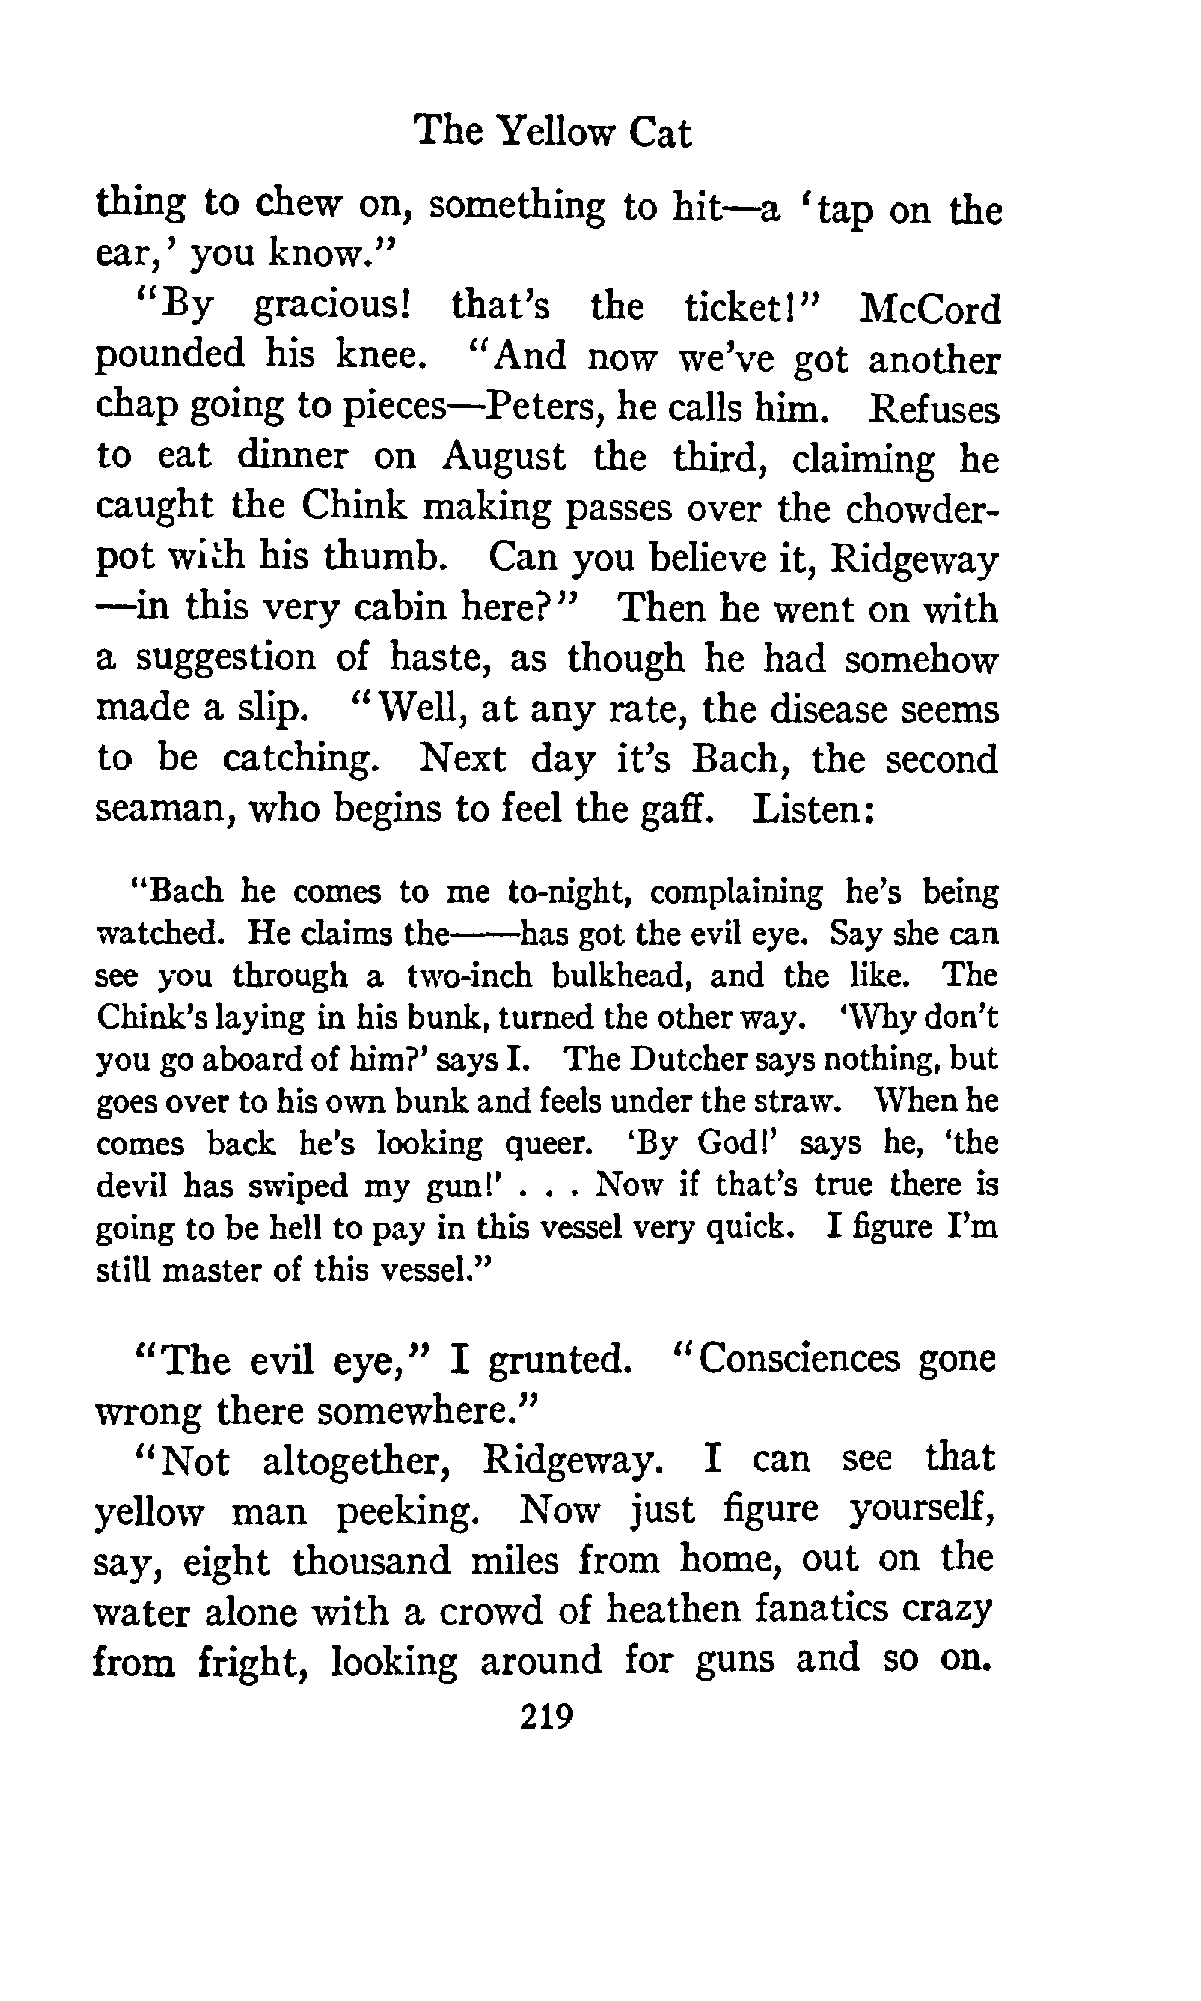 The Yellow Cat
thing to chew on, something to hit—a 'tap on the
ear,' you know."
"By gracious! that's the ticket!" McCord
pounded his knee. "And now we've got another
chap going to pieces—Peters, he calls him. Refuses
to eat dinner on August the third, claiming he
caught the Chink making passes over the chowder-
pot with his thumb. Can you believe it, Ridgeway
—in this very cabin here?" Then he went on with
a suggestion of haste, as though he had somehow
made a slip. "Well, at any rate, the disease seems
to be catching. Next day it's Bach, the second
seaman, who begins to feel the gaff. Listen:
"Bach he comes to me to-night, complaining he's being
watched. He claims the——has got the evil eye. Say she can
see you through a two-inch bulkhead, and the like. The
Chink's laying in his bunk, turned the other way. 'Why don't
you go aboard of him?' says I. The Dutcher says nothing, but
goes over to his own bunk and feels under the straw. When he
comes back he's looking queer. 'By God!' says he, 'the
devil has swiped my gun!' . . . Now if that's true there is
going to be hell to pay in this vessel very quick. I figure I'm
still master of this vessel."
"The evil eye," I grunted. "Consciences gone
wrong there somewhere."
"Not altogether, Ridgeway. I can see that
yellow man peeking. Now just figure yourself,
say, eight thousand miles from home, out on the
water alone with a crowd of heathen fanatics crazy
from fright, looking around for guns and so on.
219